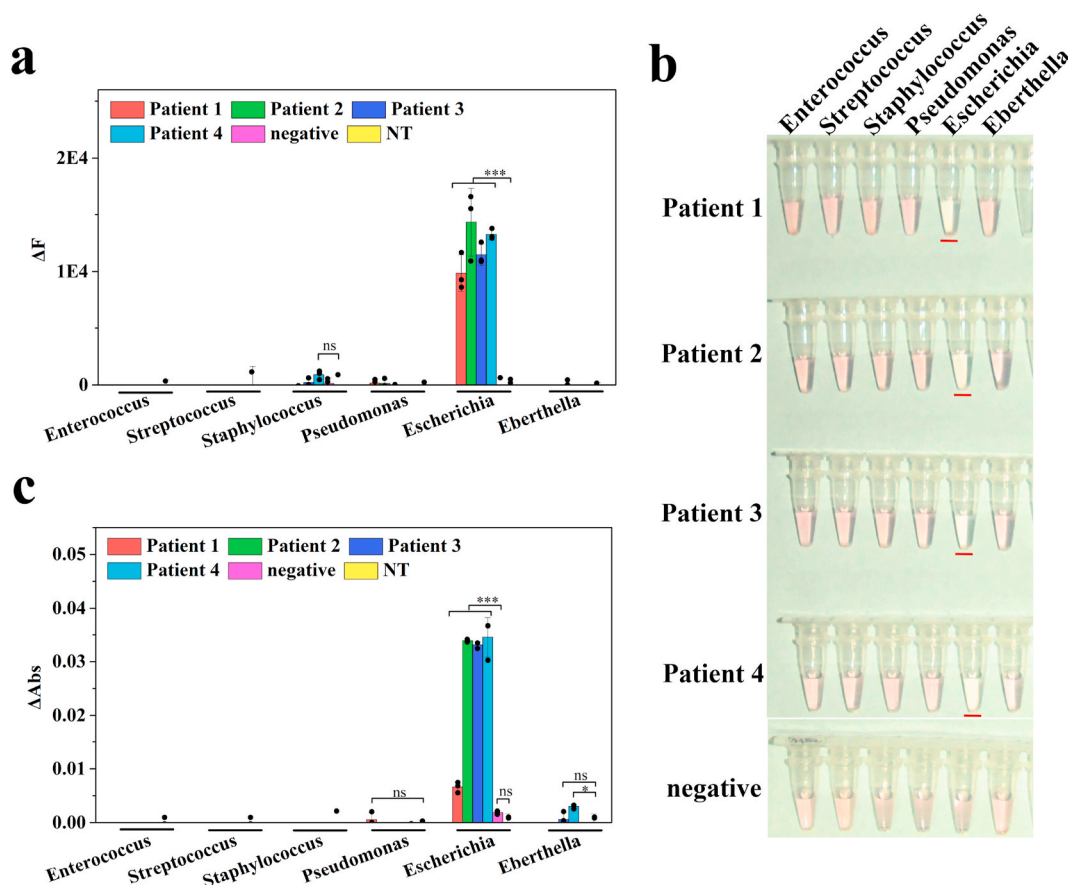 a
Patient 1 Patient 2 Patient 3
Patient 4 negative NT
2E4
1E4
0
ΔF
***
ns
Enterococcus
Streptococcus
Staphylococcus
Pseudomonas
Escherichia
Eberthella
b
Enterococcus
Streptococcus
Staphylococcus
Pseudomonas
Escherichia
Eberthella
Patient 1
Patient 2
Patient 3
Patient 4
negative
c
Patient 1 Patient 2 Patient 3
Patient 4 negative NT
0.05
0.04
0.03
0.02
0.01
0.00
ΔAbs
***
ns
ns
ns
*
Enterococcus
Streptococcus
Staphylococcus
Pseudomonas
Escherichia
Eberthella